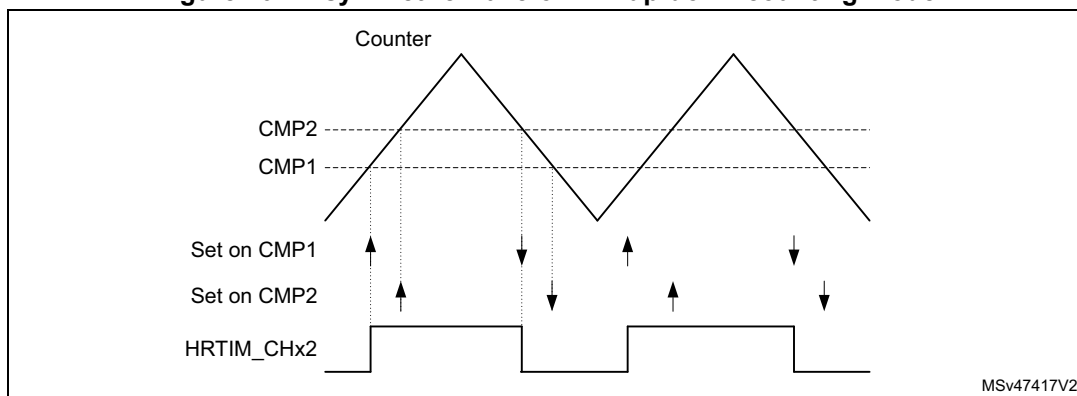 Counter
CMP2
CMP1
Set on CMP1
Set on CMP2
HRTIM_CHx2
MSv47417V2